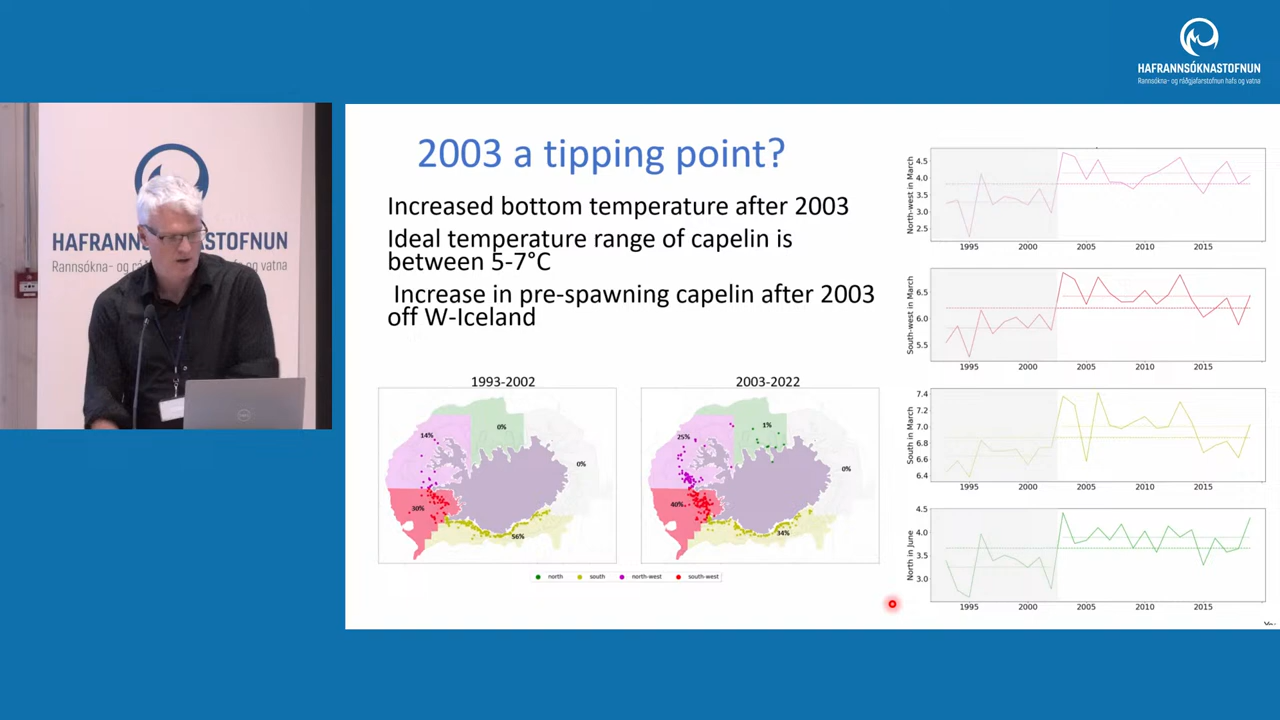 HAFRANNSÓKNASTOFNUN
Rannsókna- og ráðgjafarstofnun hafs og vatna
HAFRANNSÓKNASTOFNUN
Rannsókna- og ráðgjafarstofnun hafs og vatna
2003 a tipping point?
Increased bottom temperature after 2003
Ideal temperature range of capelin is
between 5-7°C
Increase in pre-spawning capelin after 2003
off W-Iceland
1993-2002
14%
0%
0%
30%
56%
2003-2022
25%
1%
0%
40%
34%
north south north-west south-west
North-west in March
4.5
4.0
3.5
3.0
2.5
1995 2000 2005 2010 2015
South-west in March
6.5
6.0
5.5
1995 2000 2005 2010 2015
South in March
7.4
7.2
7.0
6.8
6.6
6.4
1995 2000 2005 2010 2015
North in June
4.5
4.0
3.5
3.0
1995 2000 2005 2010 2015